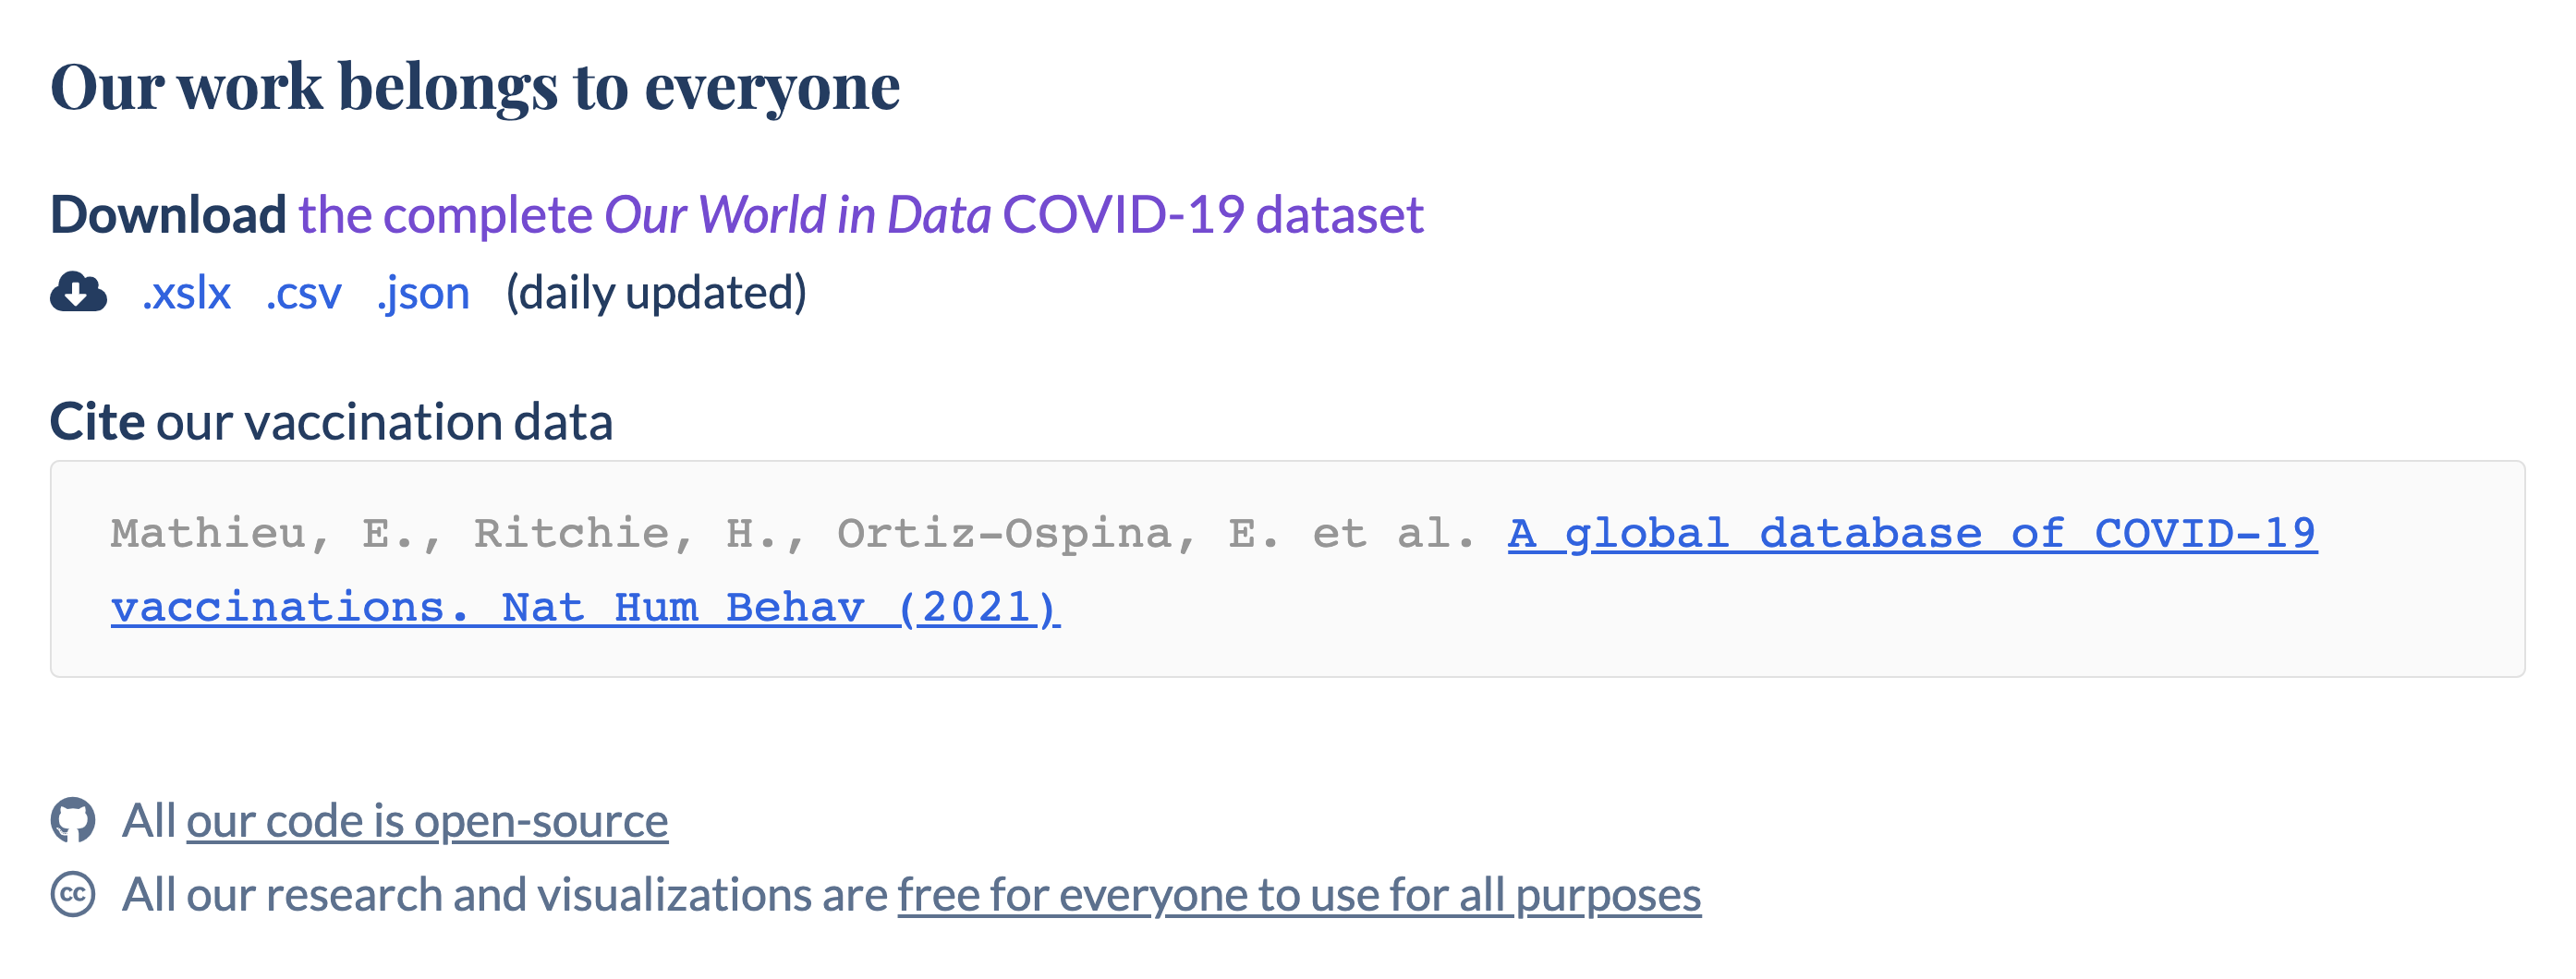 Our work belongs to everyone
Download the complete Our World in Data COVID-19 dataset
.xslx .csv .json (daily updated)
Cite our vaccination data
Mathieu, E., Ritchie, H., Ortiz-Ospina, E. et al. A global database of COVID-19
vaccinations. Nat Hum Behav (2021)
All our code is open-source
cc All our research and visualizations are free for everyone to use for all purposes